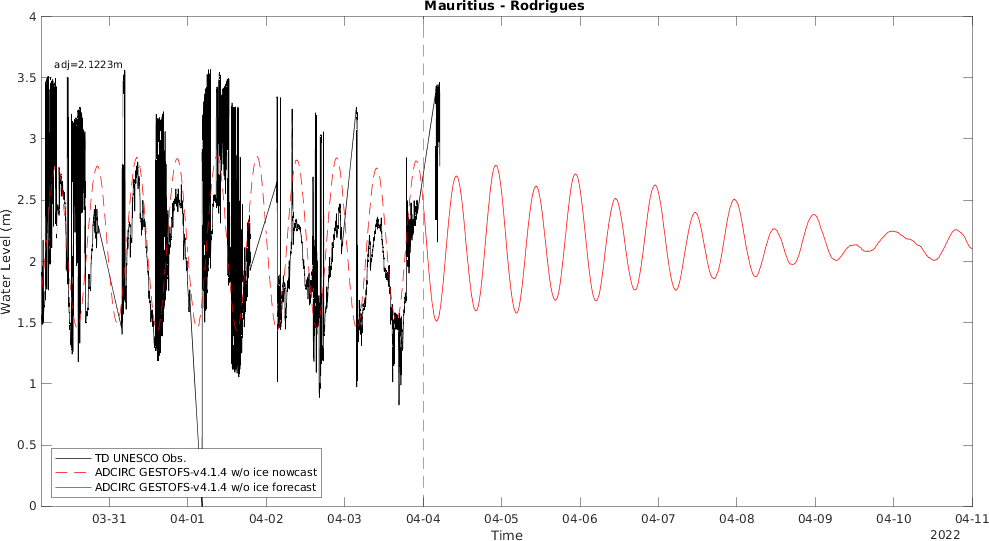 Mauritius - Rodrigues
adj=2.1223m
4
3.5
3
2.5
2
1.5
1
0.5
0
Water Level (m)
TD UNESCO Obs.
ADCIRC GESTOFS-v4.1.4 w/o ice nowcast
ADCIRC GESTOFS-v4.1.4 w/o ice forecast
03-31 04-01 04-02 04-03 04-04 04-05 04-06 04-07 04-08 04-09 04-10 04-11
Time
2022